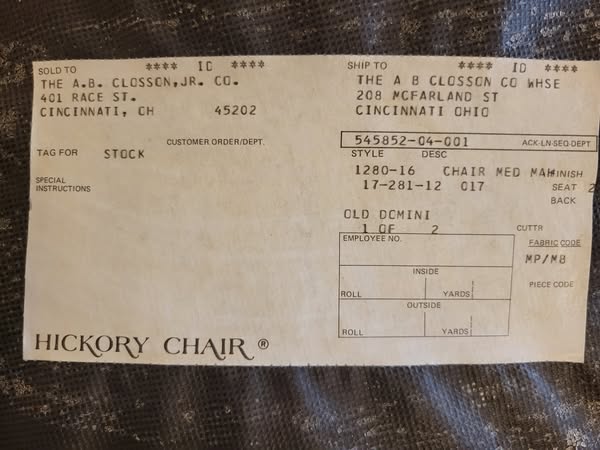 SOLD TO **** ID ****
THE A.B. CLOSSON,JR. CO.
401 RACE ST.
CINCINNATI, OH 45202
CUSTOMER ORDER/DEPT.
TAG FOR STOCK
SPECIAL
INSTRUCTIONS
HICKORY CHAIR ®
SHIP TO **** ID ****
THE A B CLOSSON CO WHSE
208 MCFARLAND ST
CINCINNATI OHIO
545852-04-001 ACK-LN-SEQ-DEPT
STYLE DESC
1280-16 CHAIR MED MAH FINISH
17-281-12 017 SEAT 2
BACK
OLD DOMINI
1 OF 2 CUTTR
EMPLOYEE NO. FABRIC CODE
MP/MB
INSIDE PIECE CODE
ROLL YARDS
OUTSIDE
ROLL YARDS